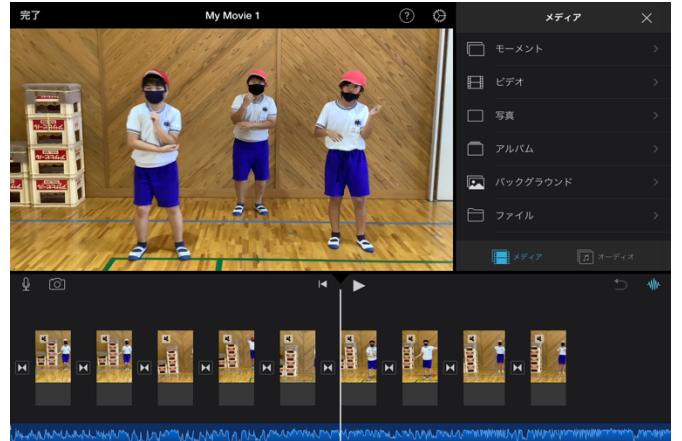 完了
My Movie 1
?
メディア
モーメント
ビデオ
写真
アルバム
バックグラウンド
ファイル
メディア
オーディオ